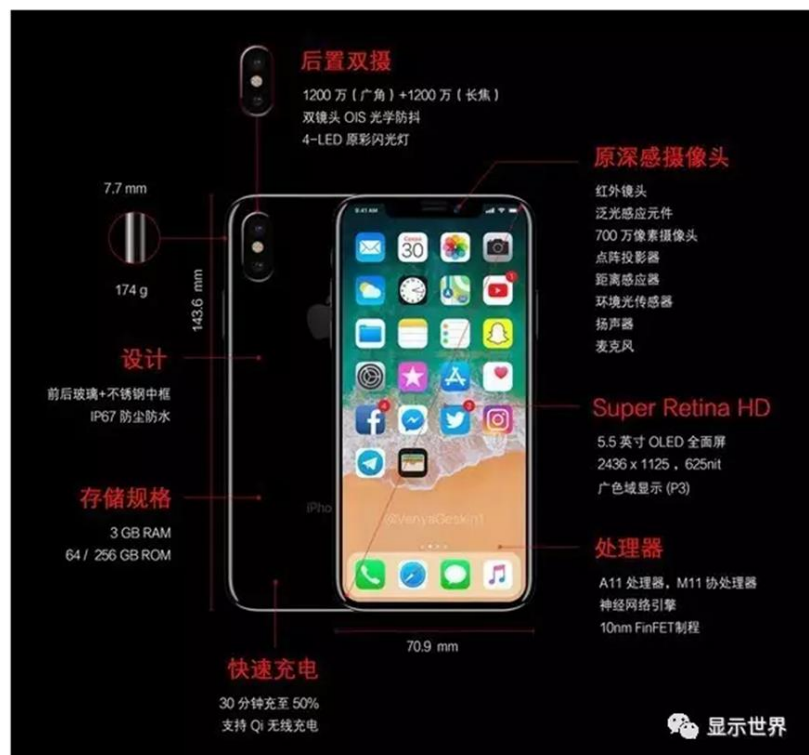 后置双摄
1200 万（广角）+1200 万（长焦）
双镜头 OIS 光学防抖
4-LED 原彩闪光灯
原深感摄像头
红外镜头
泛光感应元件
700 万像素摄像头
点阵投影器
距离感应器
环境光传感器
扬声器
麦克风
7.7 mm
174 g
143.6 mm
9:41 AM
30
设计
前后玻璃+不锈钢中框
IP67 防尘防水
Super Retina HD
5.5 英寸 OLED 全面屏
2436 x 1125，625nit
广色域显示 (P3)
存储规格
3 GB RAM
64 / 256 GB ROM
iPho
@VenyaGeskin1
处理器
A11 处理器，M11 协处理器
神经网络引擎
10nm FinFET制程
70.9 mm
快速充电
30 分钟充至 50%
支持 Qi 无线充电
显示世界